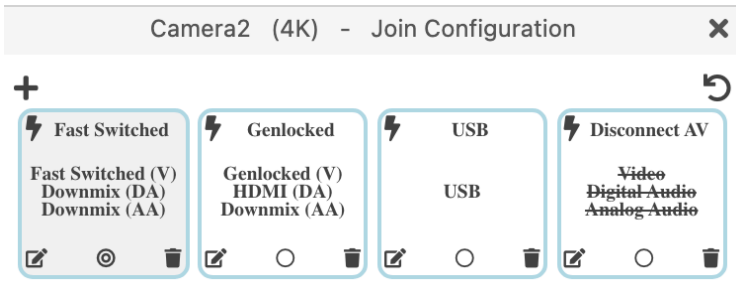 Camera2 (4K) - Join Configuration
Fast Switched
Fast Switched (V)
Downmix (DA)
Downmix (AA)
Genlocked
Genlocked (V)
HDMI (DA)
Downmix (AA)
USB
USB
Disconnect AV
Video
Digital Audio
Analog Audio